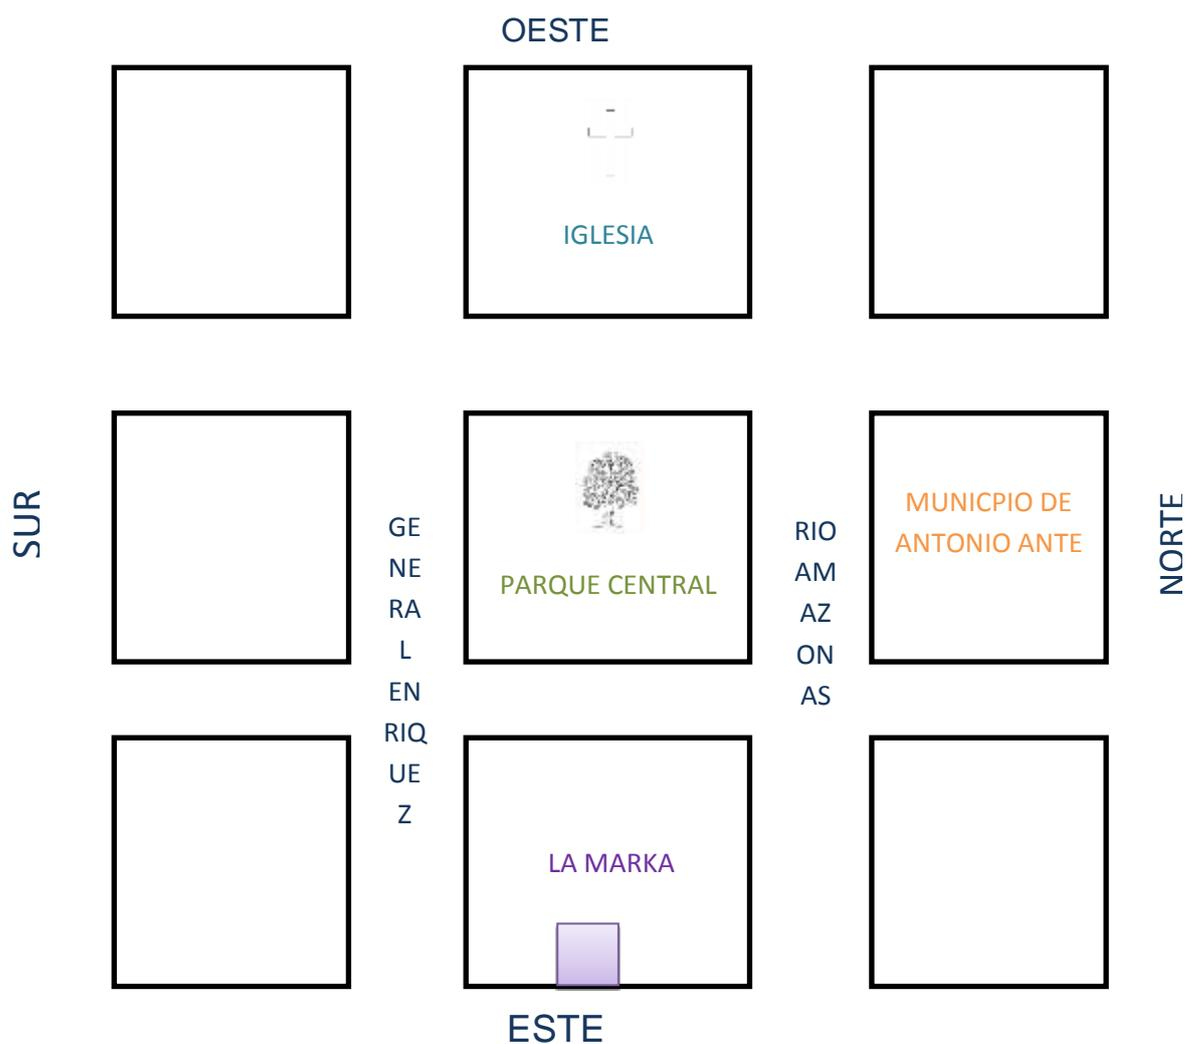 OESTE
IGLESIA
SUR
GE
NE
RA
L
EN
RIQ
UE
Z
PARQUE CENTRAL
RIO
AM
AZ
ON
AS
MUNICPIO DE
ANTONIO ANTE
NORTE
LA MARKA
ESTE